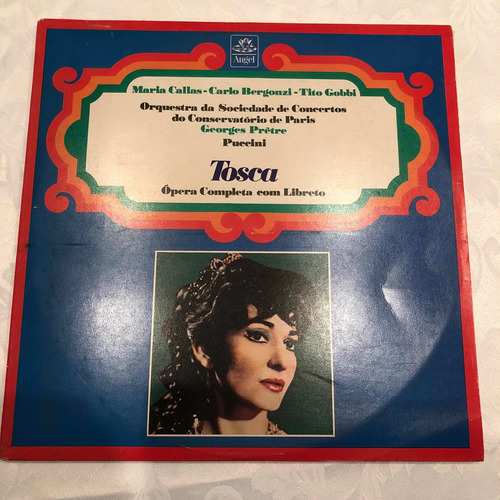 Angel
Maria Callas - Carlo Bergonzi - Tito Gobbi
Orquestra da Sociedade de Concertos
do Conservatório de Paris
Georges Prêtre
Puccini
Tosca
Ópera Completa com Libreto